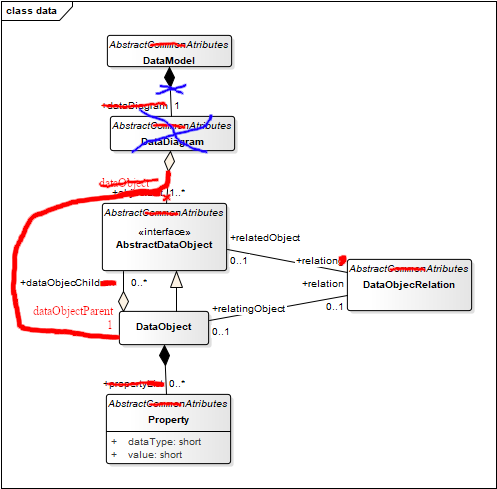 class data
AbstractCommonAtributes
DataModel
+dataDiagram 1
AbstractCommonAtributes
DataDiagram
dataObject
1..*
AbstractCommonAtributes
«interface»
AbstractDataObject
+relatedObject
0..1
+relation
AbstractCommonAtributes
DataObjecRelation
+relation
0..1
+dataObjecChild
0..*
dataObjectParent
1
+relatingObject
0..1
DataObject
0..*
AbstractCommonAtributes
Property
+ dataType: short
+ value: short